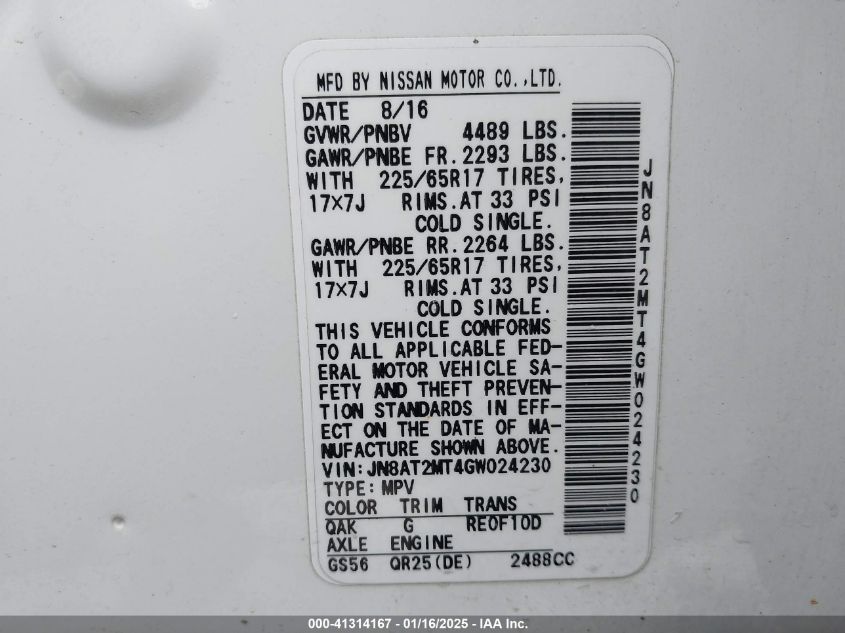 MFD BY NISSAN MOTOR CO.,LTD.
DATE 8/16
GVWR/PNBV 4489 LBS.
GAWR/PNBE FR. 2293 LBS.
WITH 225/65R17 TIRES,
17×7J RIMS.AT 33 PSI
COLD SINGLE.
GAWR/PNBE RR. 2264 LBS.
WITH 225/65R17 TIRES,
17×7J RIMS.AT 33 PSI
COLD SINGLE.
THIS VEHICLE CONFORMS
TO ALL APPLICABLE FED-
ERAL MOTOR VEHICLE SA-
FETY AND THEFT PREVEN-
TION STANDARDS IN EFF-
ECT ON THE DATE OF MA-
NUFACTURE SHOWN ABOVE.
VIN:JN8AT2MT4GW024230
TYPE:MPV
COLOR TRIM TRANS
QAK G RE0F10D
AXLE ENGINE
GS56 QR25(DE) 2488CC
JN8AT2MT4GW024230
000-41314167 - 01/16/2025 - IAA Inc.